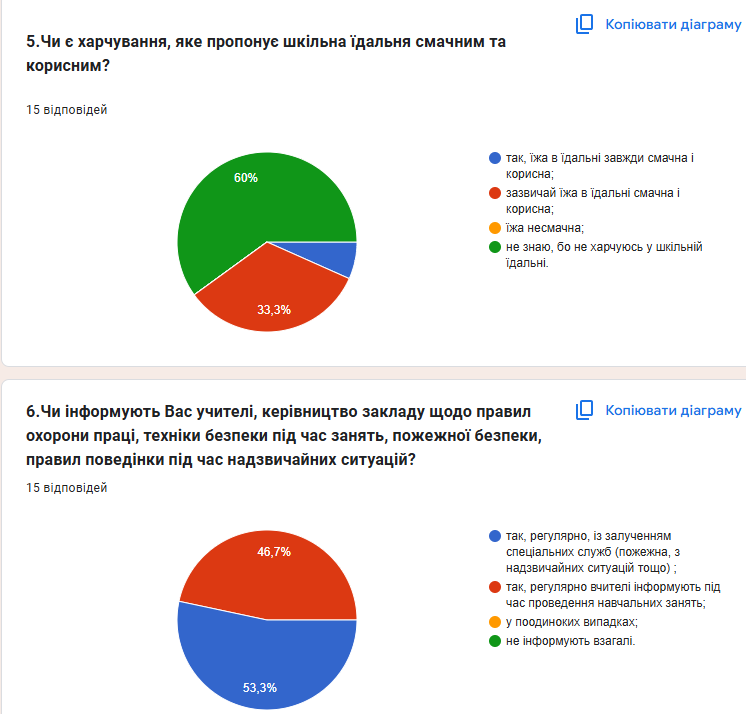 Копіювати діаграму
5.Чи є харчування, яке пропонує шкільна їдальня смачним та
корисним?
15 відповідей
60%
33,3%
так, їжа в їдальні завжди смачна і
корисна;
зазвичай їжа в їдальні смачна і
корисна;
їжа несмачна;
не знаю, бо не харчуюсь у шкільній
їдальні.
Копіювати діаграму
6.Чи інформують Вас учителі, керівництво закладу щодо правил
охорони праці, техніки безпеки під час занять, пожежної безпеки,
правил поведінки під час надзвичайних ситуацій?
15 відповідей
46,7%
53,3%
так, регулярно, із залученням
спеціальних служб (пожежна, з
надзвичайних ситуацій тощо) ;
так, регулярно вчителі інформують під
час проведення навчальних занять;
у поодиноких випадках;
не інформують взагалі.